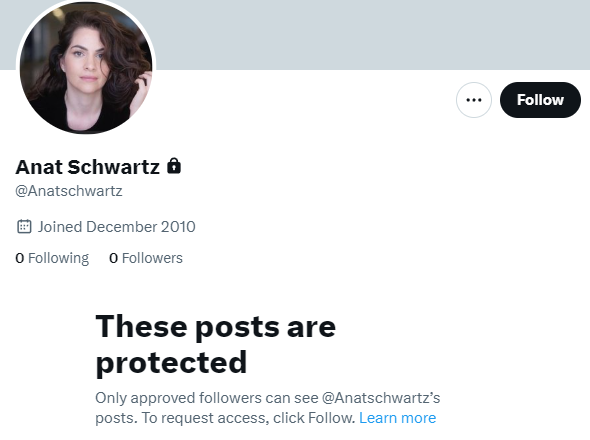 Follow
Anat Schwartz
@Anatschwartz
Joined December 2010
0 Following 0 Followers
These posts are
protected
Only approved followers can see @Anatschwartz’s
posts. To request access, click Follow. Learn more